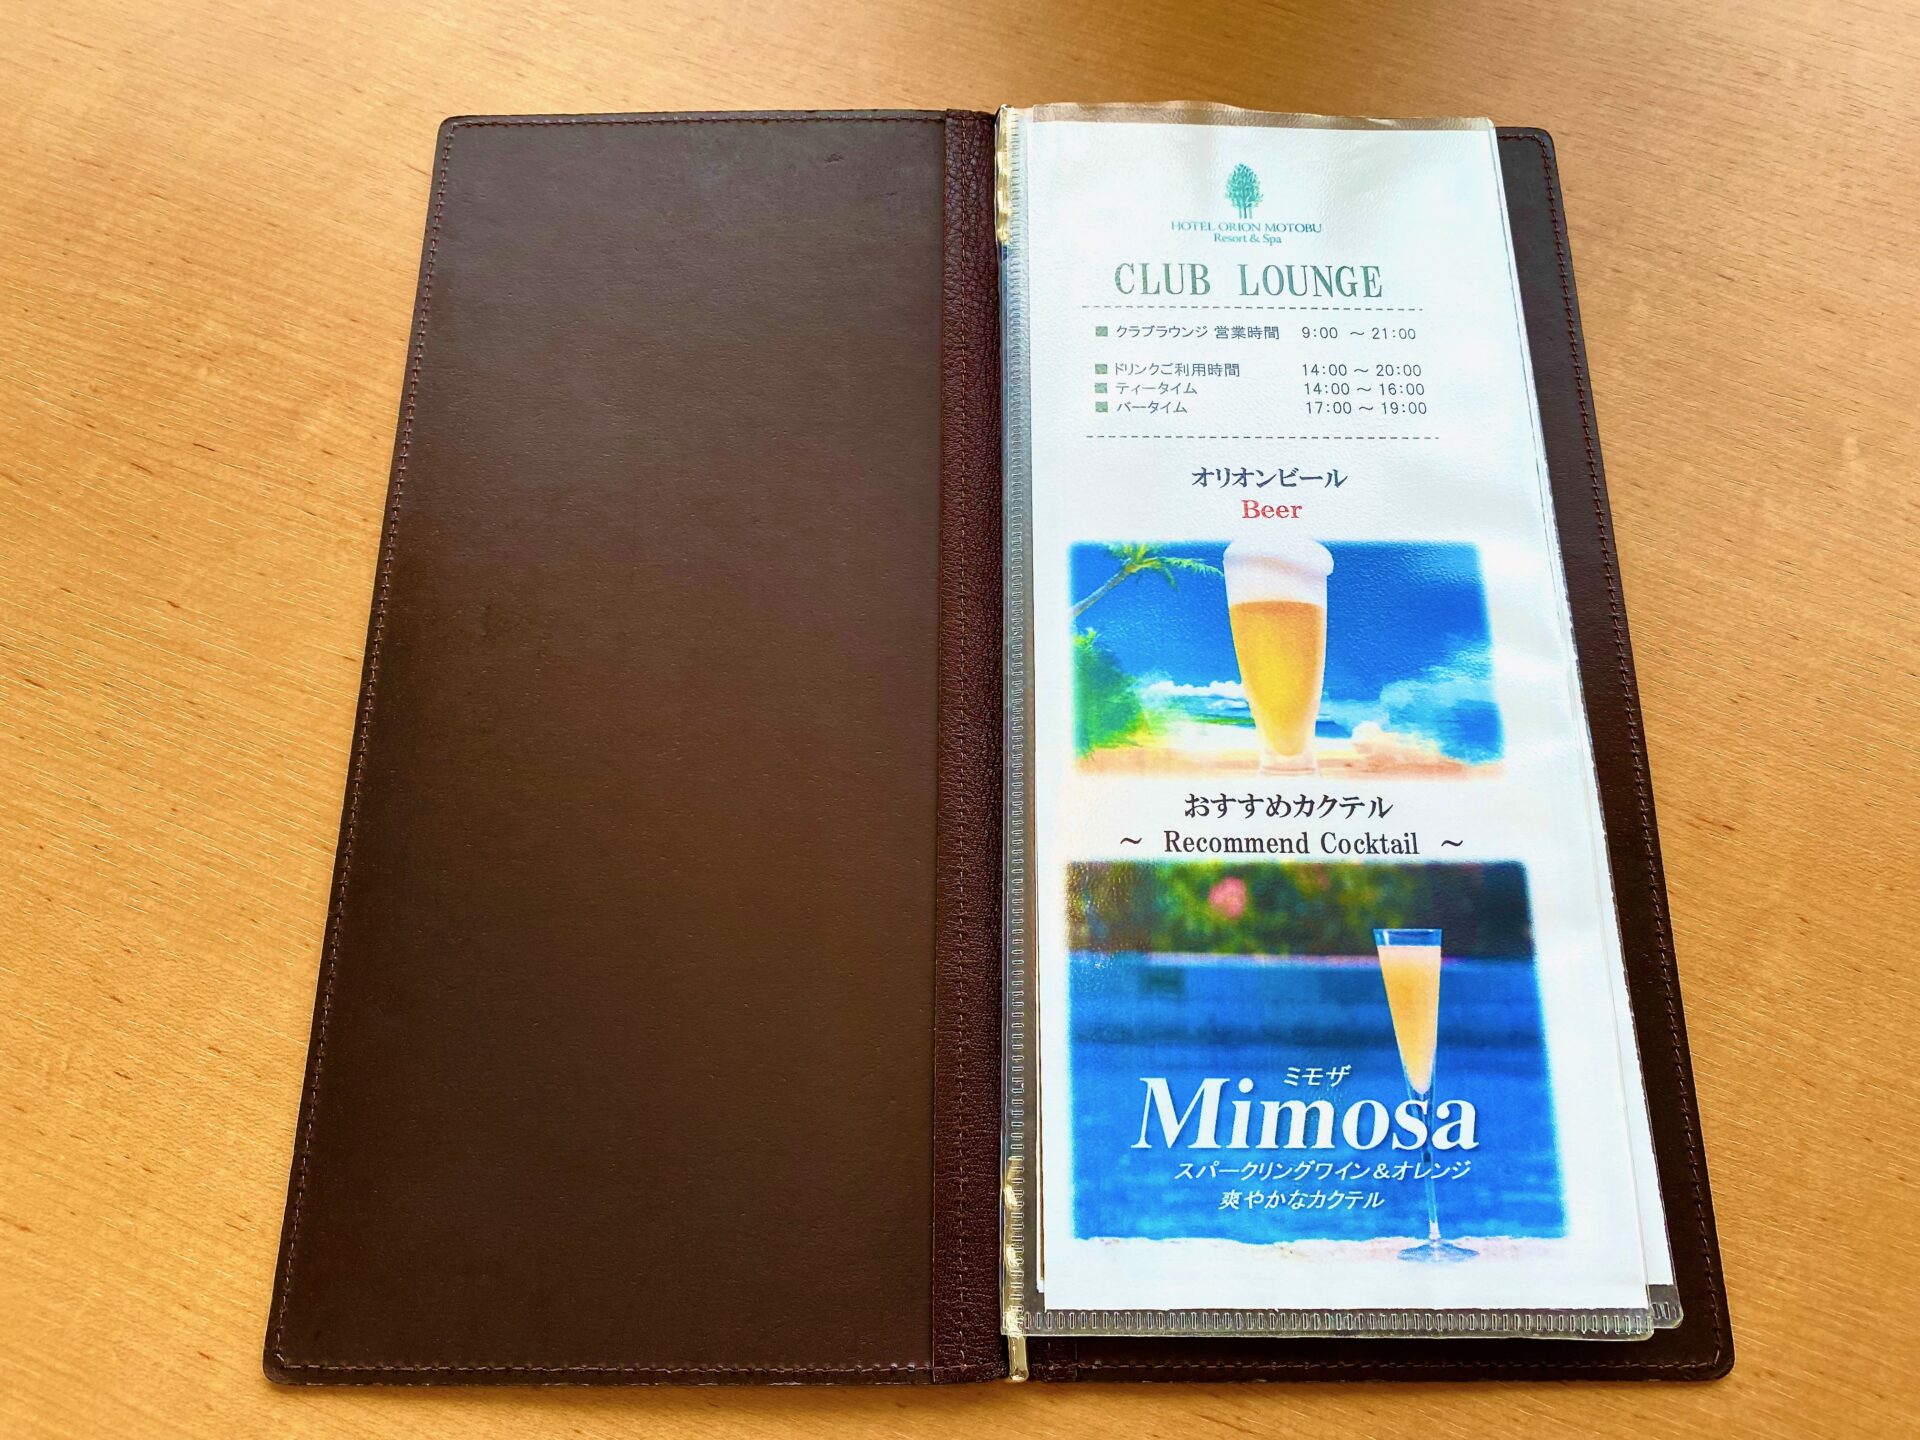 HOTEL ORION MOTOBU
Resort & Spa
CLUB LOUNGE
クラブラウンジ 営業時間 9:00 ～ 21:00
ドリンクご利用時間 14:00 ～ 20:00
ティータイム 14:00 ～ 16:00
バータイム 17:00 ～ 19:00
オリオンビール
Beer
おすすめカクテル
～ Recommend Cocktail ～
ミモザ
Mimosa
スパークリングワイン&オレンジ
爽やかなカクテル